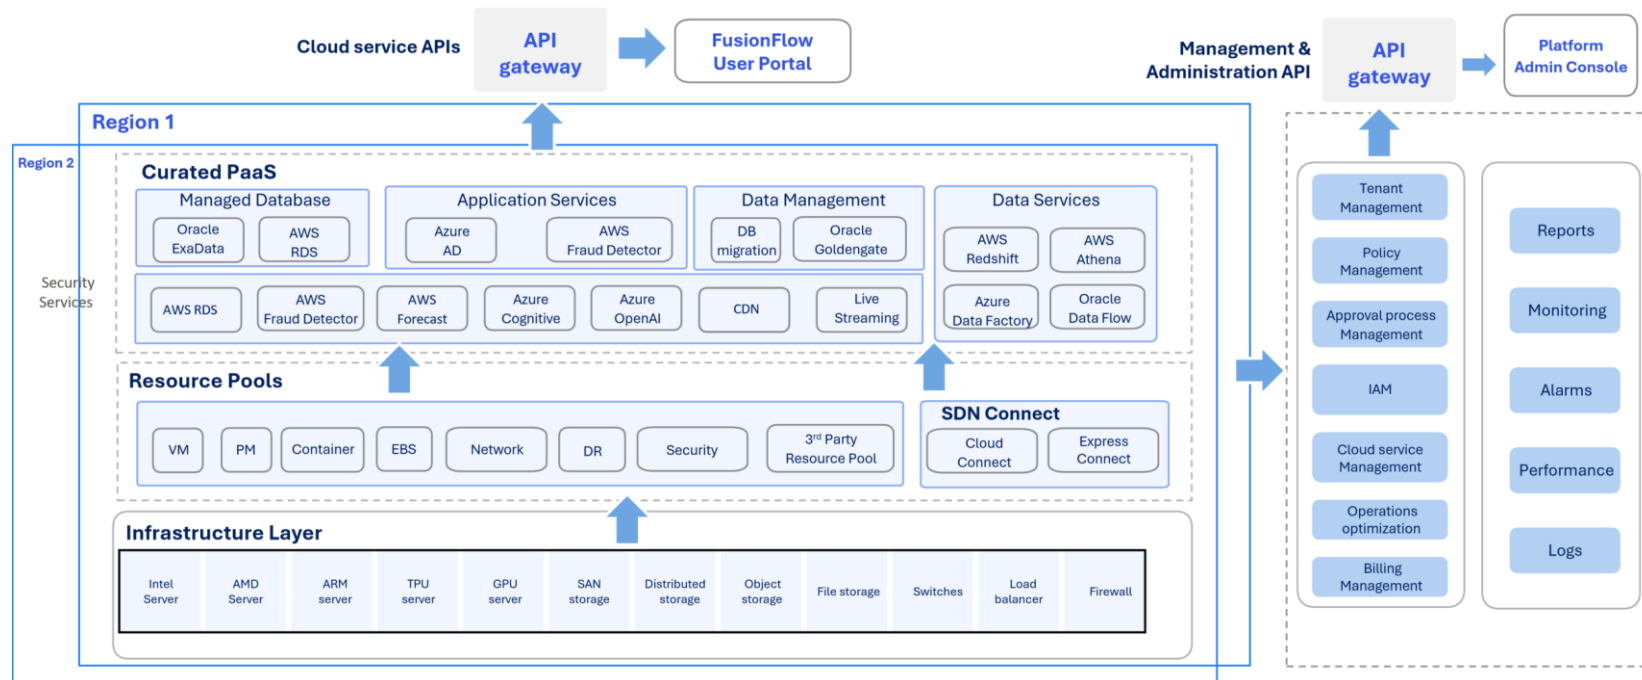 Cloud service APIs
API
gateway
FusionFlow
User Portal
Management &
Administration API
API
gateway
Platform
Admin Console
Region 1
Region 2
Security
Services
Curated PaaS
Managed Database
Oracle
ExaData
AWS
RDS
Application Services
Azure
AD
AWS
Fraud Detector
Data Management
DB
migration
Oracle
Goldengate
Data Services
AWS
Redshift
AWS
Athena
Azure
Data Factory
Oracle
Data Flow
AWS RDS
AWS
Fraud Detector
AWS
Forecast
Azure
Cognitive
Azure
OpenAI
CDN
Live
Streaming
Resource Pools
VM
PM
Container
EBS
Network
DR
Security
3rd Party
Resource Pool
SDN Connect
Cloud
Connect
Express
Connect
Infrastructure Layer
Intel
Server
AMD
Server
ARM
server
TPU
server
GPU
server
SAN
storage
Distributed
storage
Object
storage
File storage
Switches
Load
balancer
Firewall
Tenant
Management
Policy
Management
Approval process
Management
IAM
Cloud service
Management
Operations
optimization
Billing
Management
Reports
Monitoring
Alarms
Performance
Logs